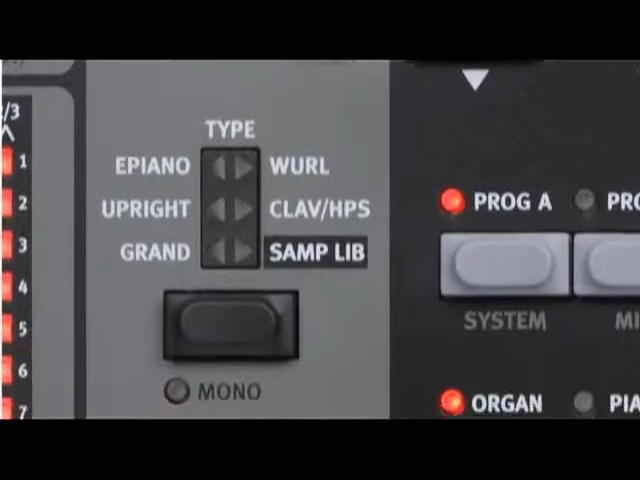 /3
1
2
3
4
5
6
7
TYPE
EPIANO WURL
UPRIGHT CLAV/HPS
GRAND SAMP LIB
MONO
PROG A
SYSTEM
ORGAN